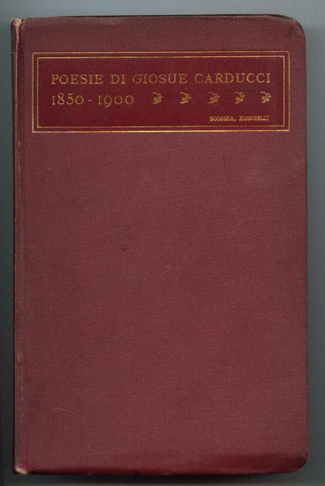 POESIE DI GIOSUE CARDUCCI
1850-1900
BOLOGNA, ZANICHELLI